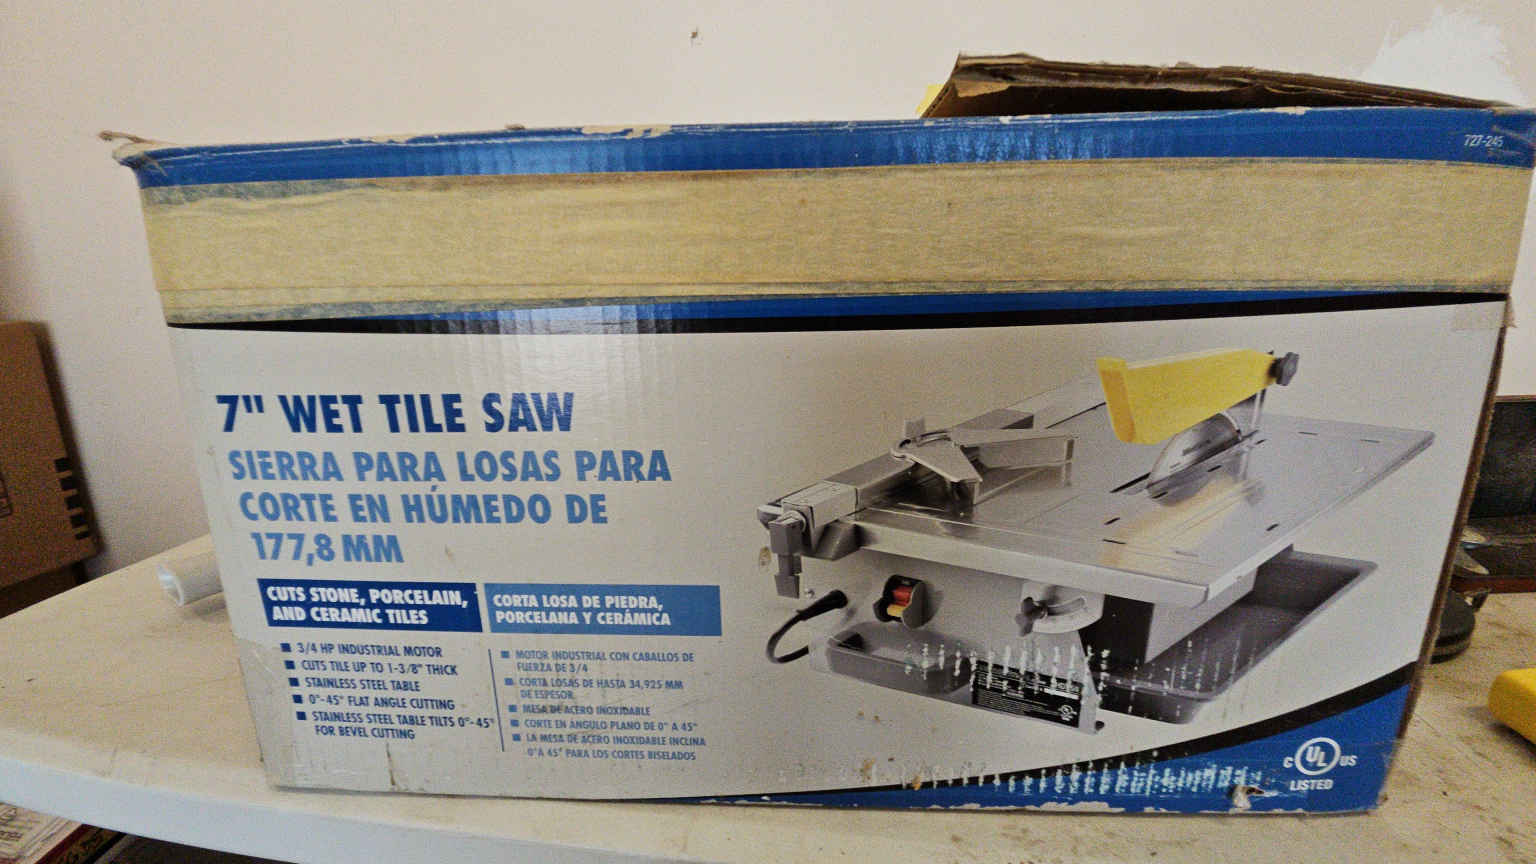 727-245
7" WET TILE SAW
SIERRA PARA LOSAS PARA
CORTE EN HÚMEDO DE
177,8 MM
CUTS STONE, PORCELAIN,
AND CERAMIC TILES
CORTA LOSA DE PIEDRA,
PORCELANA Y CERÁMICA
3/4 HP INDUSTRIAL MOTOR
CUTS TILE UP TO 1-3/8" THICK
STAINLESS STEEL TABLE
0°-45° FLAT ANGLE CUTTING
STAINLESS STEEL TABLE TILTS 0°-45°
FOR BEVEL CUTTING
MOTOR INDUSTRIAL CON CABALLOS DE
FUERZA DE 3/4
CORTA LOSAS DE HASTA 34,925 MM
DE ESPESOR
MESA DE ACERO INOXIDABLE
CORTE EN ÁNGULO PLANO DE 0° A 45°
LA MESA DE ACERO INOXIDABLE INCLINA
0°A 45° PARA LOS CORTES BISELADOS
C UL US
LISTED